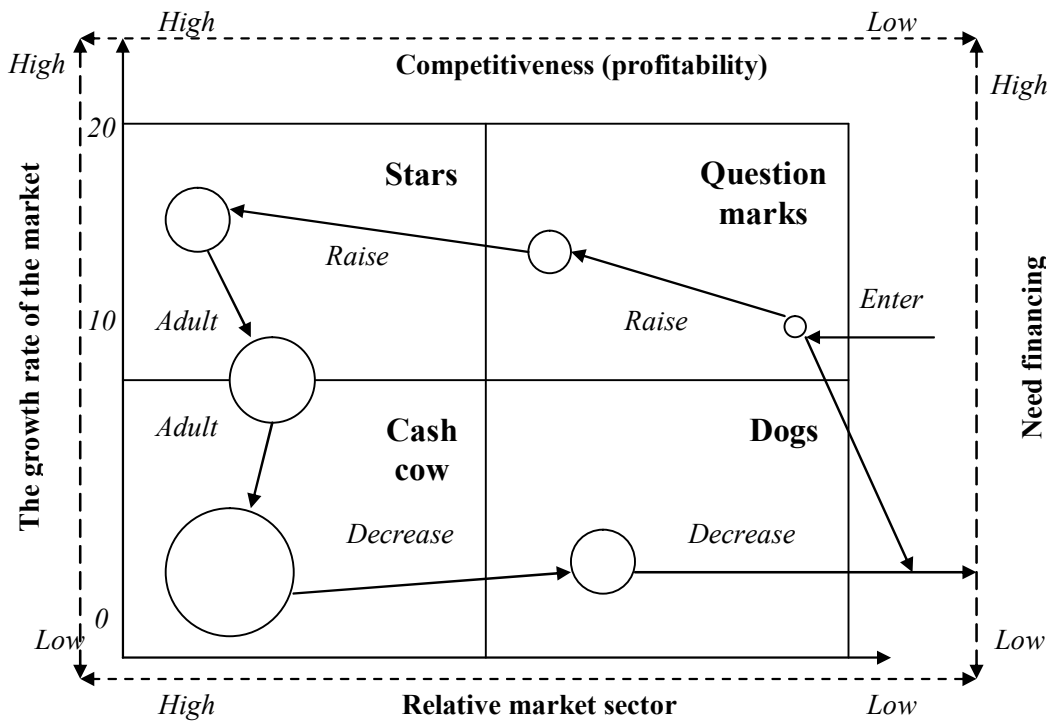 High
Low
High
Competitiveness (profitability)
High
20
Stars
Question
marks
The growth rate of the market
Raise
Need financing
Enter
10
Adult
Raise
Adult
Cash
cow
Dogs
Decrease
Decrease
0
Low
Low
High
Relative market sector
Low